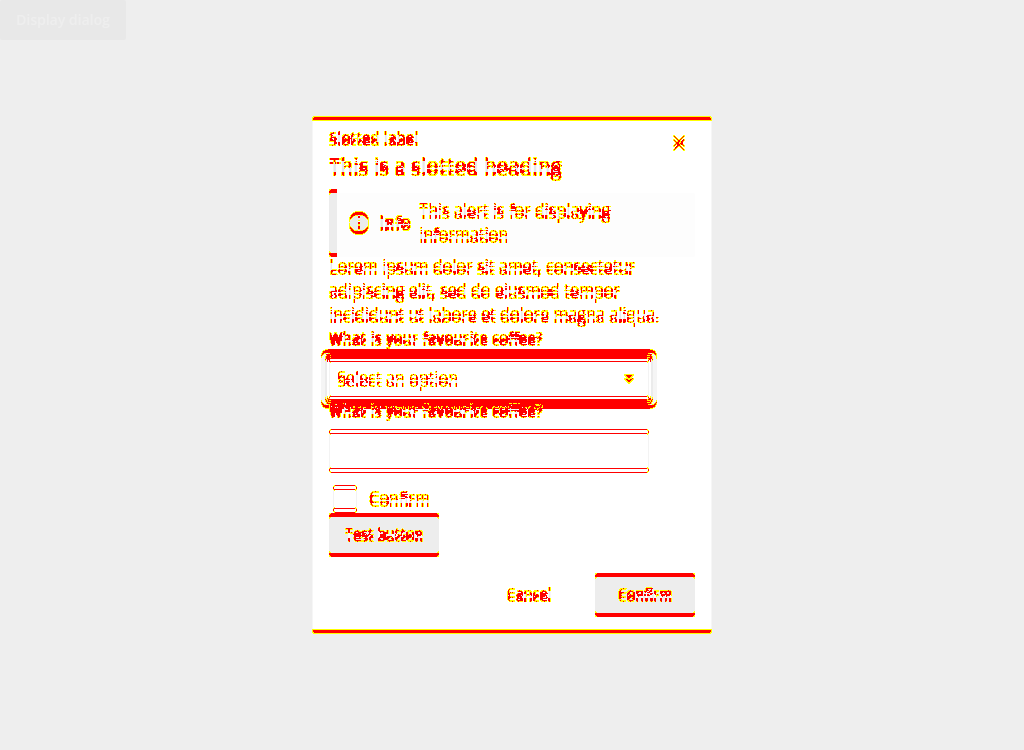 Display dialog
Slotted label
This is a slotted heading
Info
This alert is for displaying
information
Lorem ipsum dolor sit amet, consectetur
adipiscing elit, sed do eiusmod tempor
incididunt ut labore et dolore magna aliqua.
What is your favourite coffee?
Select an option
What is your favourite coffee?
Confirm
Test button
Cancel
Confirm